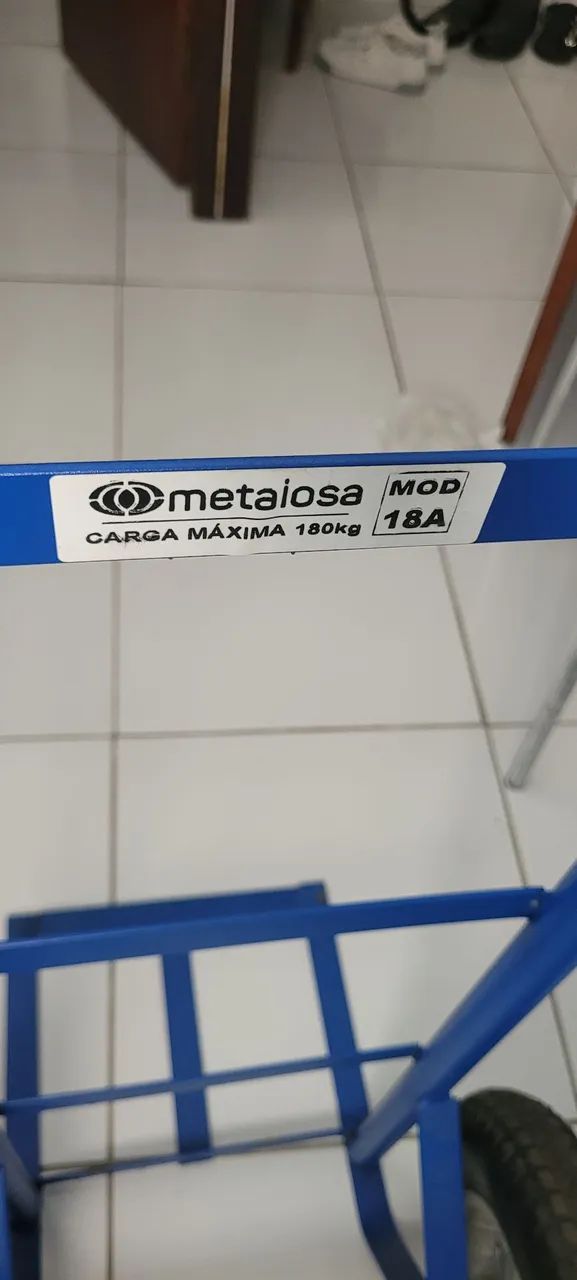 metalosa
CARGA MÁXIMA 180kg
MOD
18A